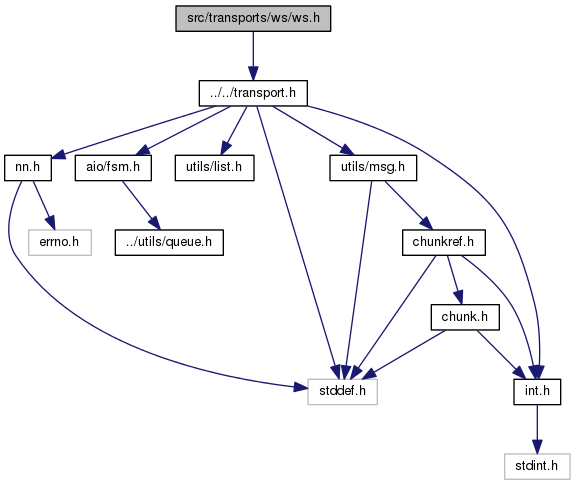 src/transports/ws/ws.h
../../transport.h
nn.h
aio/fsm.h
utils/list.h
utils/msg.h
errno.h
../utils/queue.h
chunkref.h
chunk.h
stddef.h
int.h
stdint.h